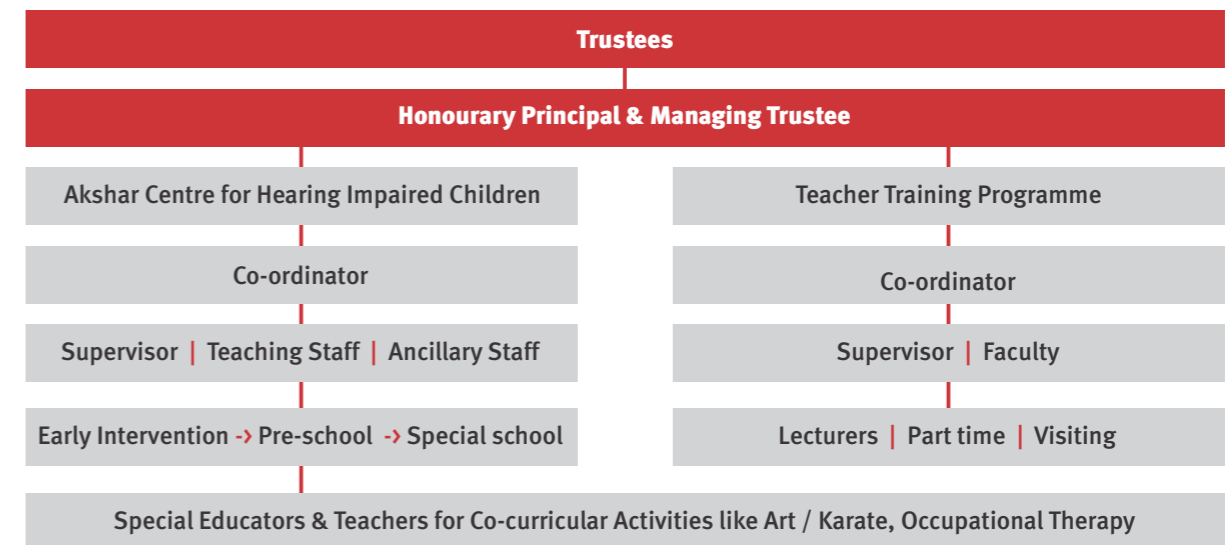 Trustees
Honourary Principal & Managing Trustee
Akshar Centre for Hearing Impaired Children
Teacher Training Programme
Co-ordinator
Co-ordinator
Supervisor | Teaching Staff | Ancillary Staff
Supervisor | Faculty
Early Intervention -> Pre-school -> Special school
Lecturers | Part time | Visiting
Special Educators & Teachers for Co-curricular Activities like Art / Karate, Occupational Therapy